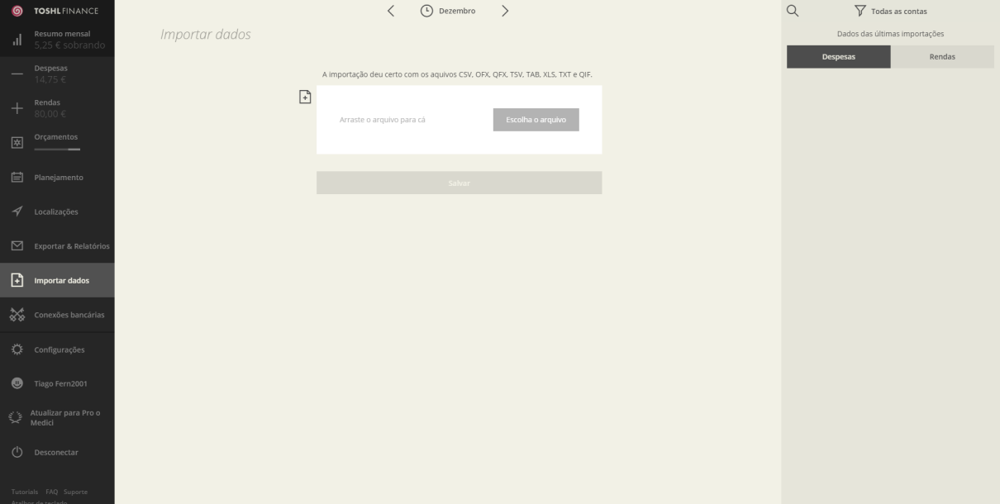 TOSHL FINANCE
Resumo mensal
5,25 € sobrando
Despesas
14,75 €
Rendas
80,00 €
Orçamentos
Planejamento
Localizações
Exportar & Relatórios
Importar dados
Conexões bancárias
Configurações
Tiago Fern2001
Atualizar para Pro o
Medici
Desconectar
Tutorials FAQ Suporte
Atalhos de teclado
Dezembro
Importar dados
A importação deu certo com os aquivos CSV, OFX, QFX, TSV, TAB, XLS, TXT e QIF.
Arraste o arquivo para cá
Escolha o arquivo
Salvar
Todas as contas
Dados das últimas importações
Despesas
Rendas